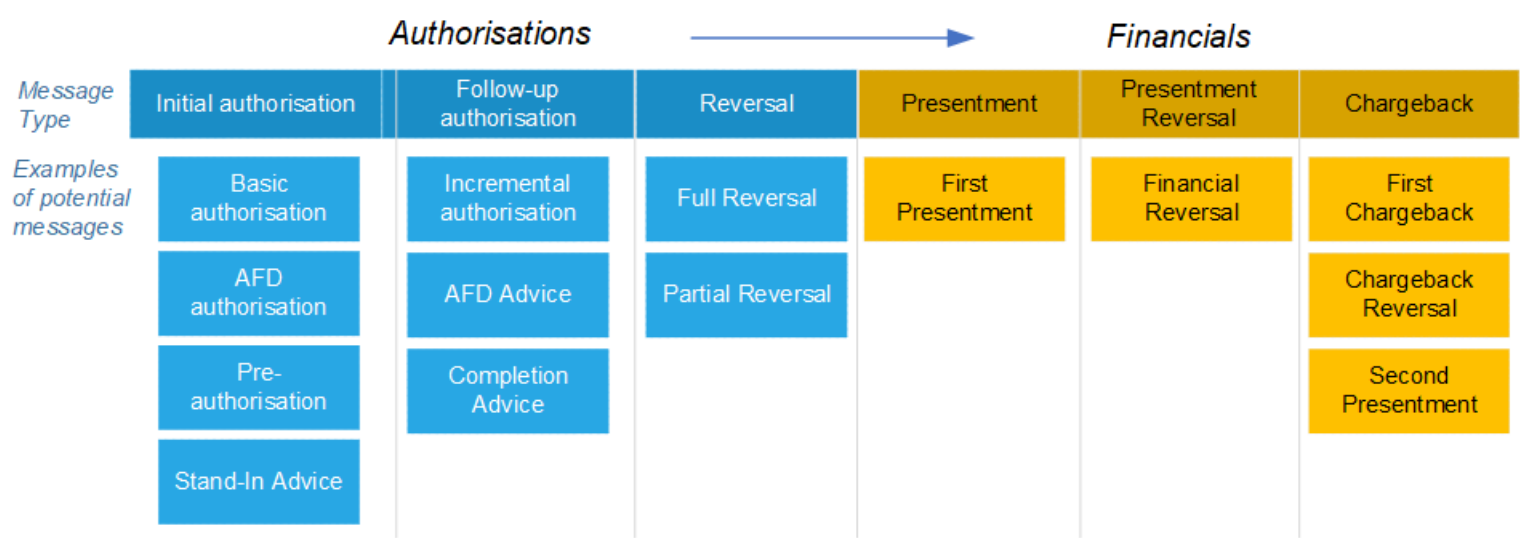 Authorisations
Financials
Message
Type
Initial authorisation
Follow-up
authorisation
Reversal
Presentment
Presentment
Reversal
Chargeback
Examples
of potential
messages
Basic
authorisation
Incremental
authorisation
Full Reversal
First
Presentment
Financial
Reversal
First
Chargeback
AFD
authorisation
AFD Advice
Partial Reversal
Chargeback
Reversal
Pre-
authorisation
Completion
Advice
Second
Presentment
Stand-In Advice